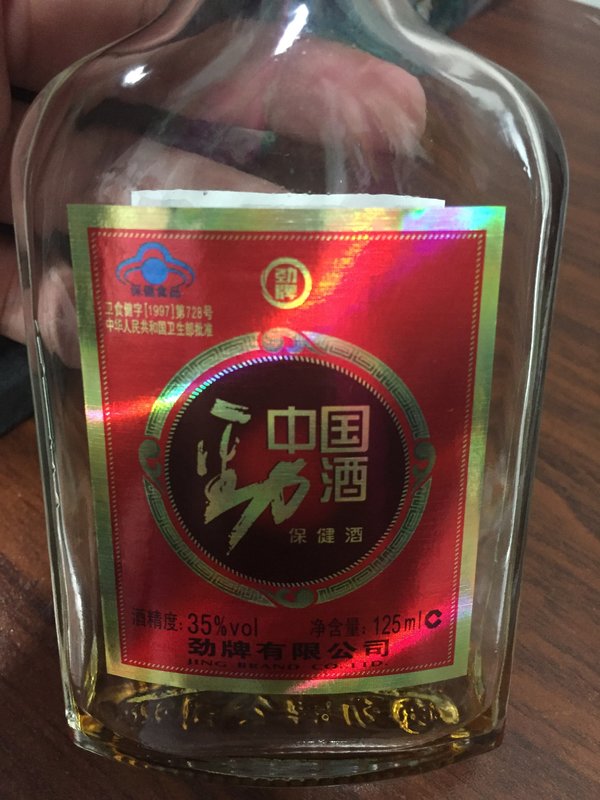 保健食品
卫食健字[1997]第728号
中华人民共和国卫生部批准
劲牌
中国
劲酒
保健酒
酒精度: 35%vol
净含量: 125ml C
劲牌有限公司
JING BRAND CO.,LTD.